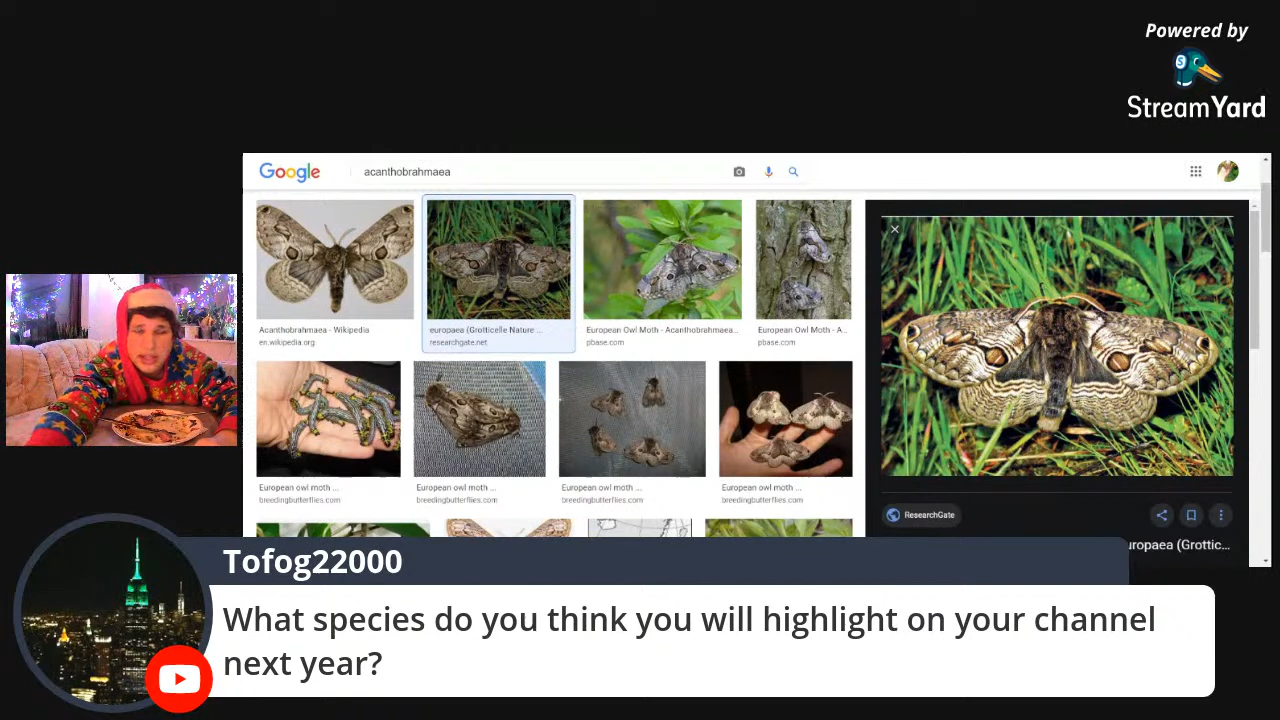 Powered by
StreamYard
Google
acanthobrahmaea
Acanthobrahmaea - Wikipedia
en.wikipedia.org
europaea (Grotticelle Nature ...
researchgate.net
European Owl Moth - Acanthobrahmaea...
pbase.com
European Owl Moth - A...
pbase.com
European owl moth ...
breedingbutterflies.com
European owl moth ...
breedingbutterflies.com
European owl moth ...
breedingbutterflies.com
European owl moth ...
breedingbutterflies.com
ResearchGate
uropaea (Grottic...
Tofog22000
What species do you think you will highlight on your channel
next year?